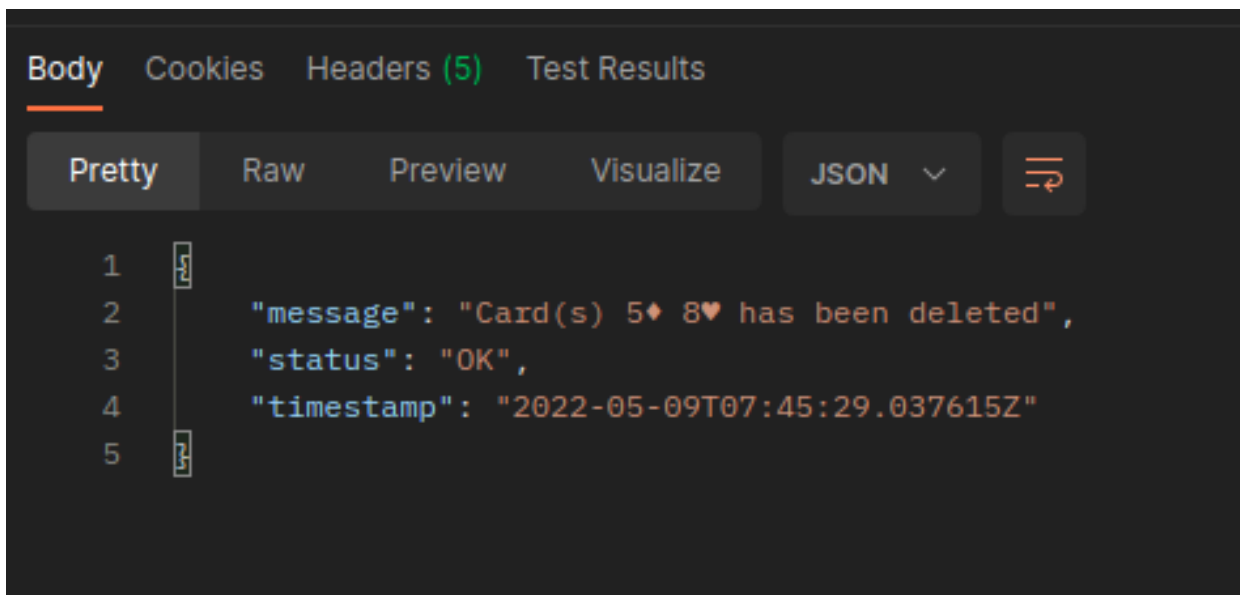 Body Cookies Headers (5) Test Results
Pretty Raw Preview Visualize JSON
1 {
2 "message": "Card(s) 5♦ 8♥ has been deleted",
3 "status": "OK",
4 "timestamp": "2022-05-09T07:45:29.037615Z"
5 }